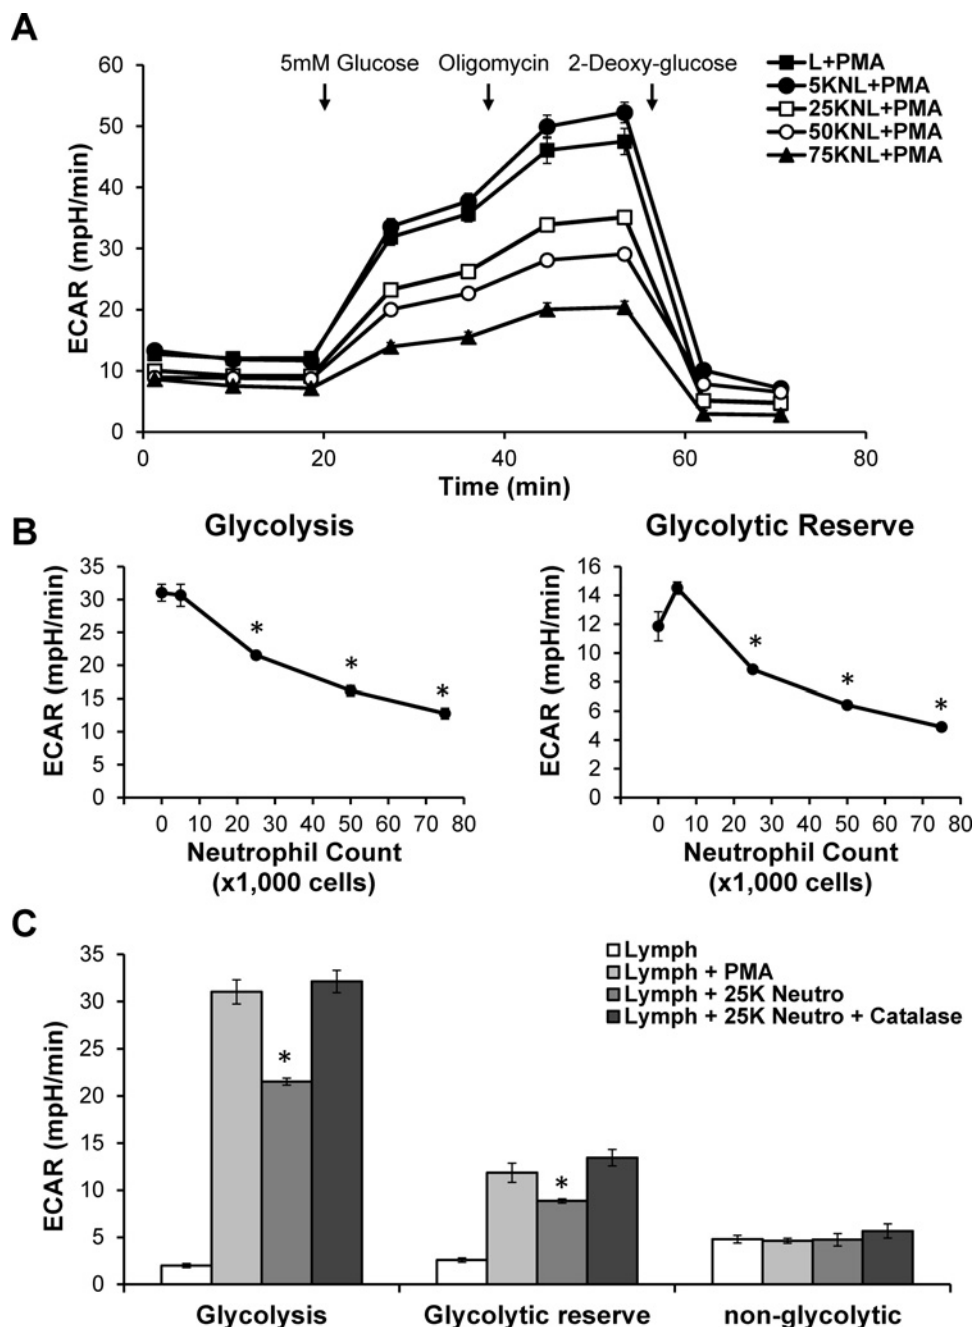 A
5mM Glucose
Oligomycin
2-Deoxy-glucose
L+PMA
5KNL+PMA
25KNL+PMA
50KNL+PMA
75KNL+PMA
ECAR (mpH/min)
60
50
40
30
20
10
0
0 20 40 60 80
Time (min)
B
Glycolysis
ECAR (mpH/min)
35
30
25
20
15
10
5
0
* * *
0 10 20 30 40 50 60 70 80
Neutrophil Count
(x1,000 cells)
Glycolytic Reserve
ECAR (mpH/min)
16
14
12
10
8
6
4
2
0
* * *
0 10 20 30 40 50 60 70 80
Neutrophil Count
(x1,000 cells)
C
Lymph
Lymph + PMA
Lymph + 25K Neutro
Lymph + 25K Neutro + Catalase
ECAR (mpH/min)
35
30
25
20
15
10
5
0
* *
Glycolysis
Glycolytic reserve
non-glycolytic